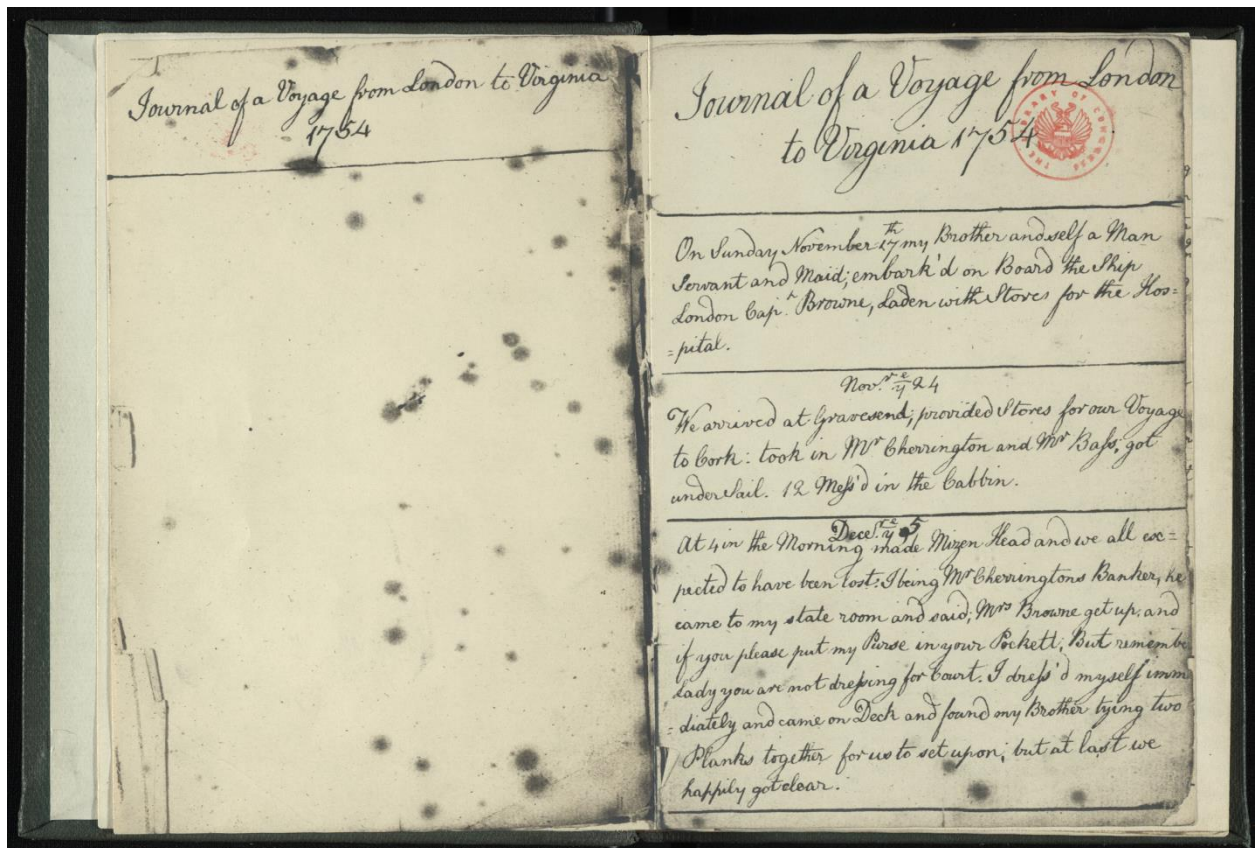 Journal of a Voyage from London to Virginia
1754
Journal of a Voyage from London
to Virginia 1754
THE LIBRARY OF CONGRESS
On Sunday November 17th my Brother and self a Man
Servant and Maid; embark'd on Board the Ship
London Capt. Browne, Laden with Stores for the Hos=
=pital.
Novr. ye 24
We arrived at Gravesend; provided Stores for our Voyage
to Cork: took in Mr Cherrington and Mr Bass, got
under Sail. 12 Mess'd in the Cabbin.
Decer. ye 5
At 4 in the Morning made Mizen Head and we all ex=
pected to have been lost: I being Mr Cherringtons Banker, he
came to my state room and said, Mrs Browne get up, and
if you please put my Purse in your Pockett, But remembe
Lady you are not dressing for Court. I dress'd myself imm
=diately and came on Deck and found my Brother tying two
Planks together for us to set upon; but at last we
happily got clear.